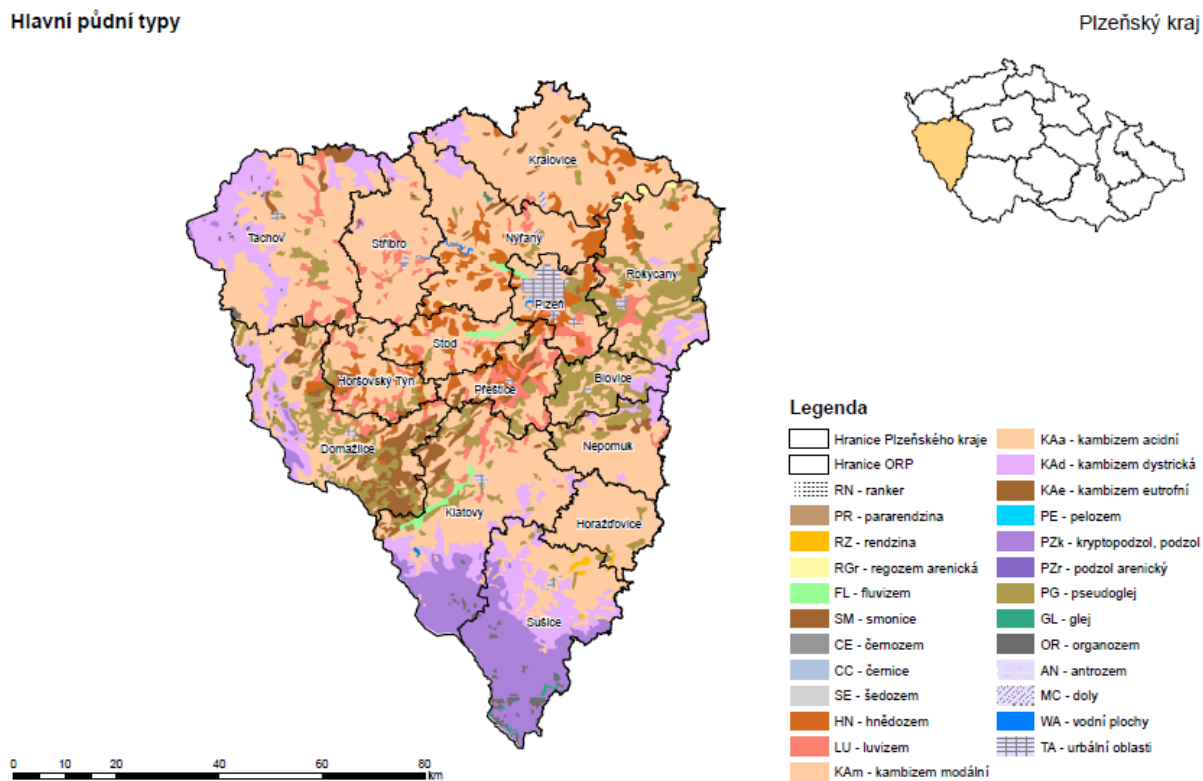 Hlavní půdní typy
Plzeňský kraj
Kralovice
Tachov
Stříbro
Nýřany
Rokycany
Plzeň
Stod
Horšovský Týn
Přeštice
Blovice
Domažlice
Nepomuk
Klatovy
Horažďovice
Sušice
Legenda
Hranice Plzeňského kraje
Hranice ORP
RN - ranker
PR - pararendzina
RZ - rendzina
RGr - regozem arenická
FL - fluvizem
SM - smonice
CE - černozem
CC - černice
SE - šedozem
HN - hnědozem
LU - luvizem
KAm - kambizem modální
KAa - kambizem acidní
KAd - kambizem dystrická
KAe - kambizem eutrofní
PE - pelozem
PZk - kryptopodzol, podzol
PZr - podzol arenický
PG - pseudoglej
GL - glej
OR - organozem
AN - antrozem
MC - doly
WA - vodní plochy
TA - urbální oblasti
0 10 20 40 60 80
km